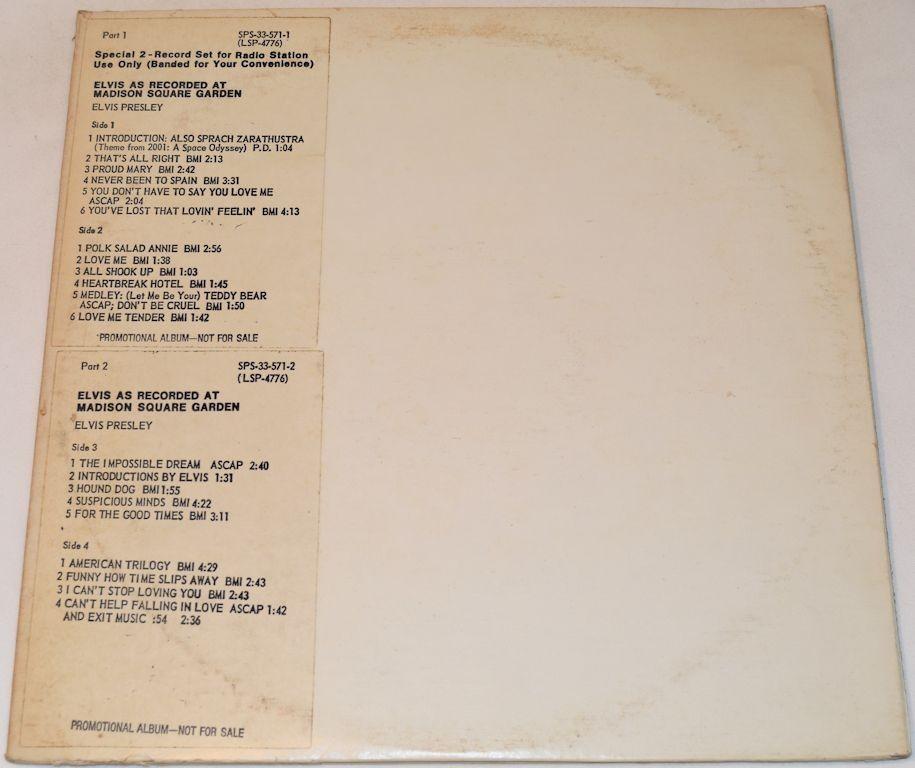 Part 1 SPS-33-571-1
(LSP-4776)
Special 2-Record Set for Radio Station
Use Only (Banded for Your Convenience)
ELVIS AS RECORDED AT
MADISON SQUARE GARDEN
ELVIS PRESLEY
Side 1
1 INTRODUCTION: ALSO SPRACH ZARATHUSTRA
(Theme from 2001: A Space Odyssey) P.D. 1:04
2 THAT'S ALL RIGHT BMI 2:13
3 PROUD MARY BMI 2:42
4 NEVER BEEN TO SPAIN BMI 3:31
5 YOU DON'T HAVE TO SAY YOU LOVE ME
ASCAP 2:04
6 YOU'VE LOST THAT LOVIN' FEELIN' BMI 4:13
Side 2
1 POLK SALAD ANNIE BMI 2:56
2 LOVE ME BMI 1:38
3 ALL SHOOK UP BMI 1:03
4 HEARTBREAK HOTEL BMI 1:45
5 MEDLEY: (Let Me Be Your) TEDDY BEAR
ASCAP; DON'T BE CRUEL BMI 1:50
6 LOVE ME TENDER BMI 1:42
PROMOTIONAL ALBUM—NOT FOR SALE
Part 2 SPS-33-571-2
(LSP-4776)
ELVIS AS RECORDED AT
MADISON SQUARE GARDEN
ELVIS PRESLEY
Side 3
1 THE IMPOSSIBLE DREAM ASCAP 2:40
2 INTRODUCTIONS BY ELVIS 1:31
3 HOUND DOG BMI 1:55
4 SUSPICIOUS MINDS BMI 4:22
5 FOR THE GOOD TIMES BMI 3:11
Side 4
1 AMERICAN TRILOGY BMI 4:29
2 FUNNY HOW TIME SLIPS AWAY BMI 2:43
3 I CAN'T STOP LOVING YOU BMI 2:43
4 CAN'T HELP FALLING IN LOVE ASCAP 1:42
AND EXIT MUSIC :54 2:36
PROMOTIONAL ALBUM—NOT FOR SALE